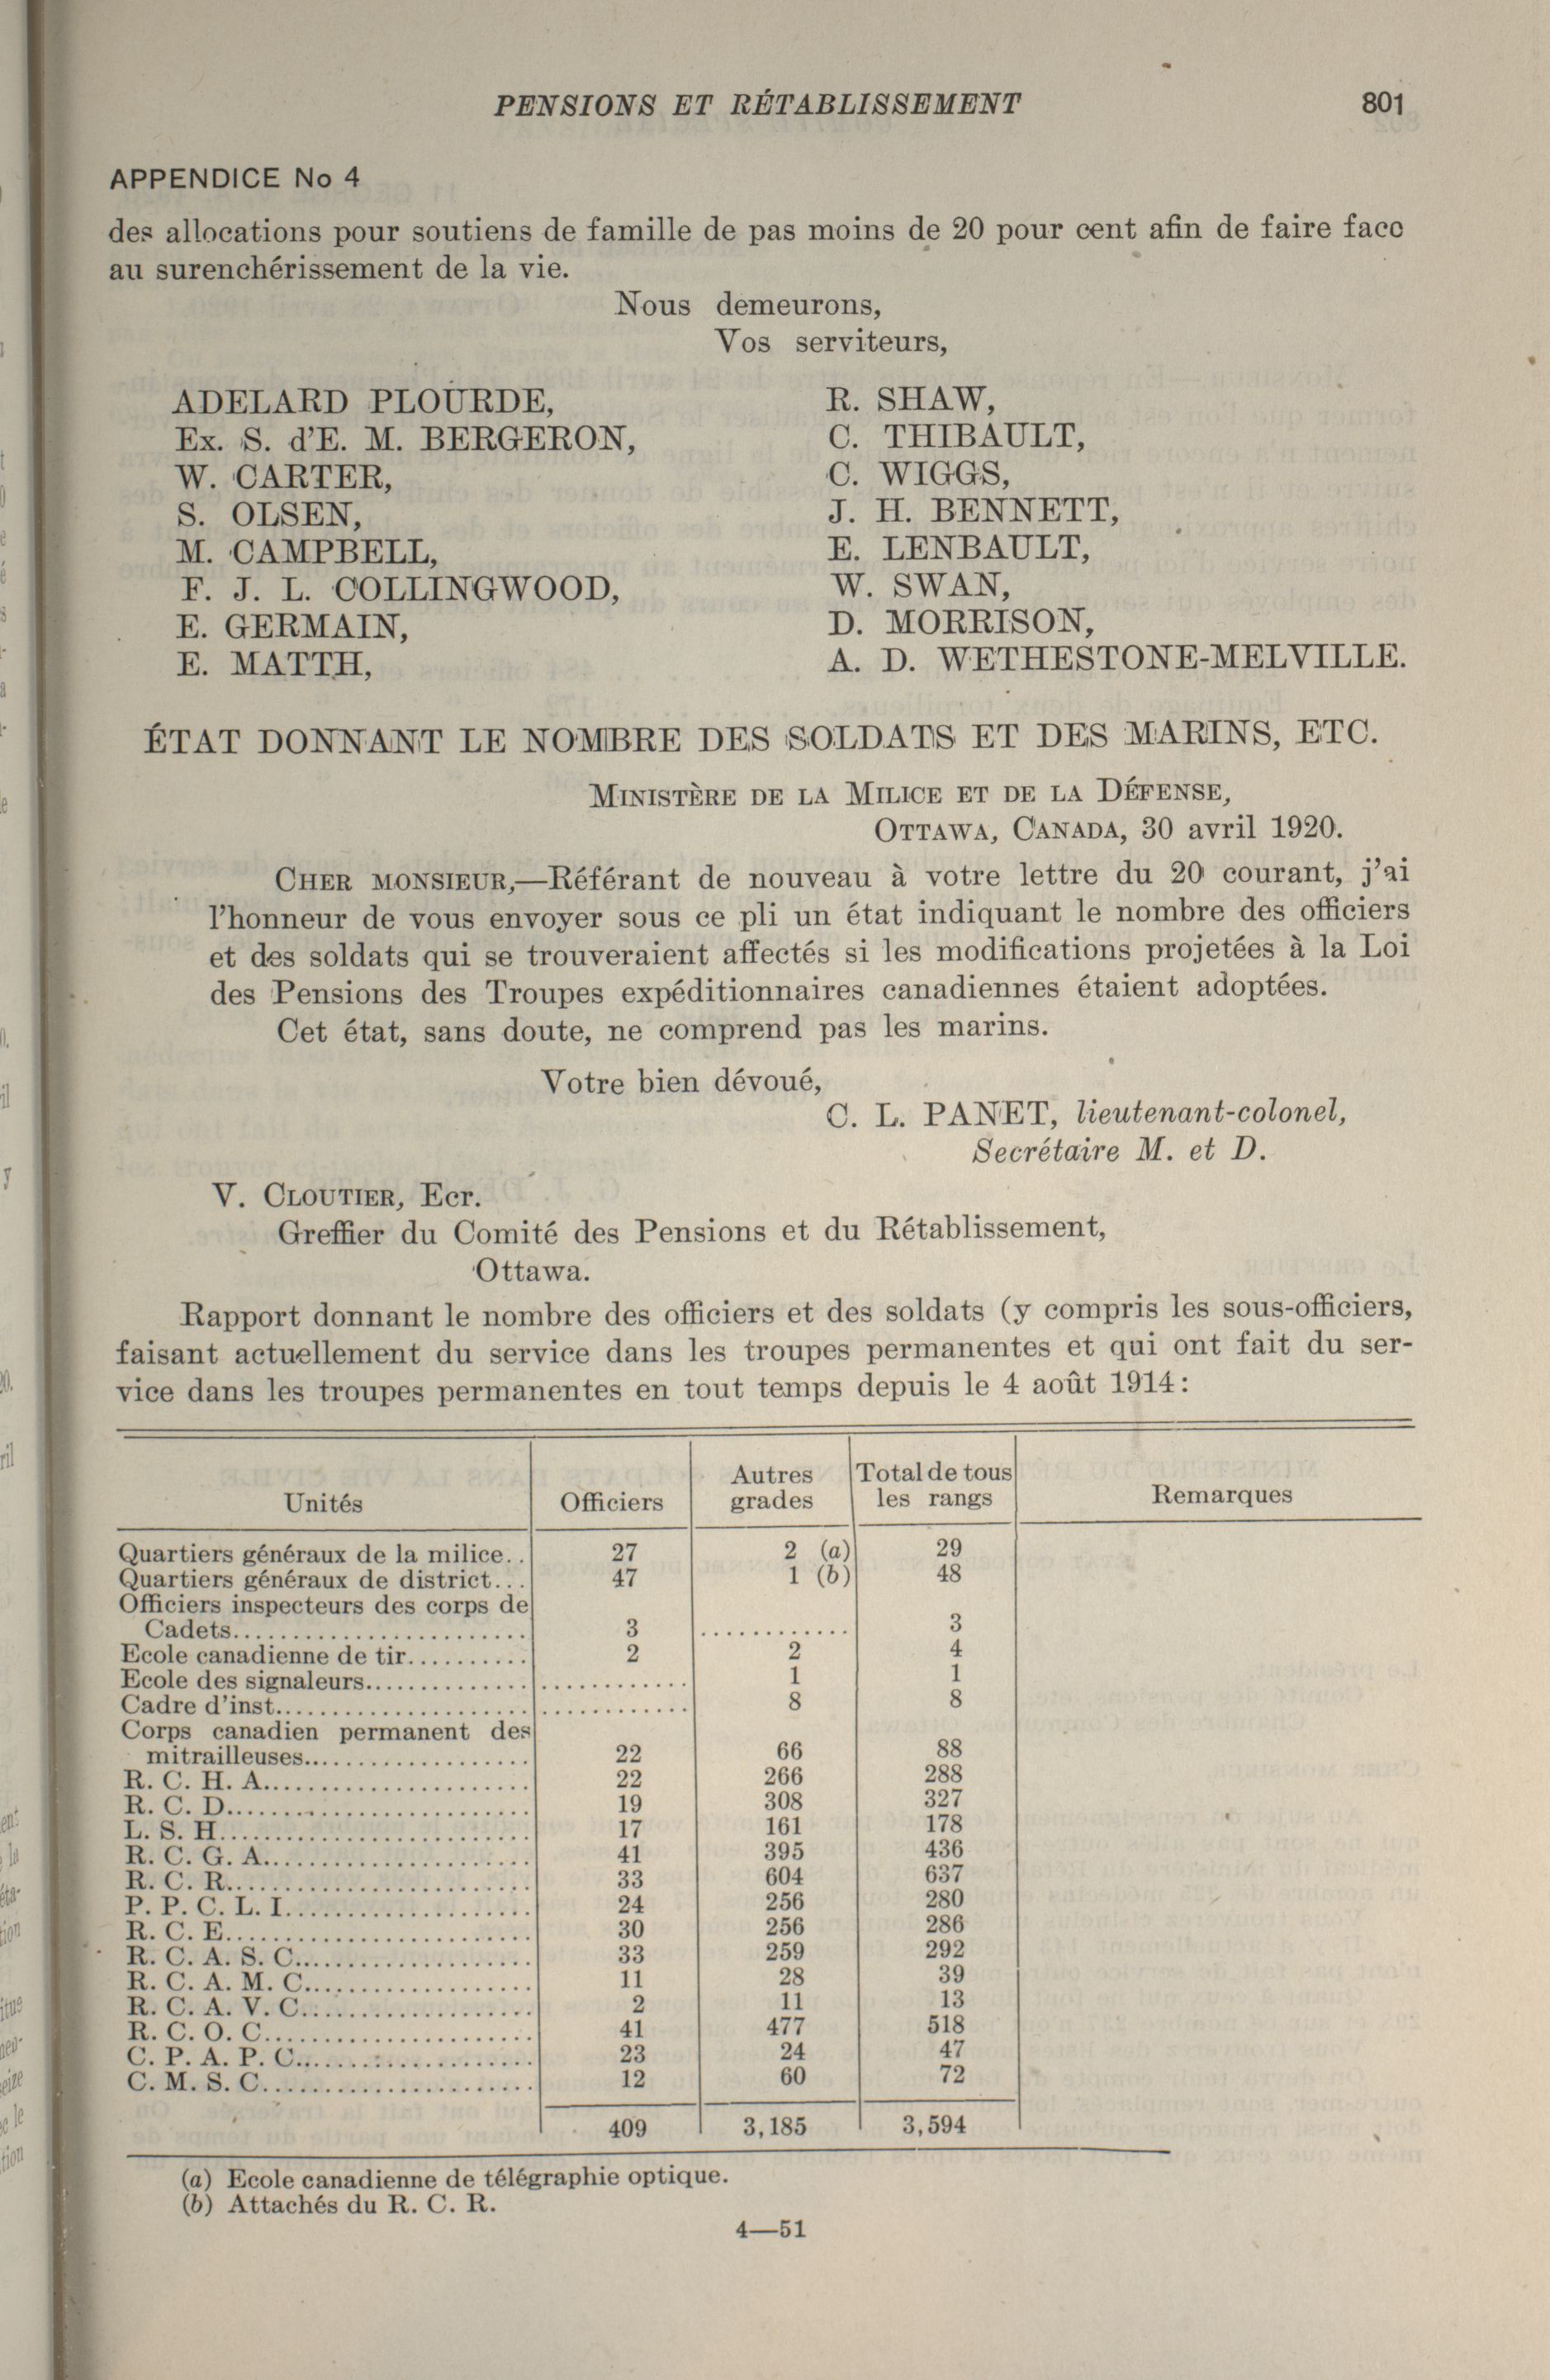 PENSIONS ET RÉTABLISSEMENT 801
APPENDICE No 4
des allocations pour soutiens de famille de pas moins de 20 pour cent afin de faire face
au surenchérissement de la vie.
Nous demeurons,
Vos serviteurs,
ADELARD PLOURDE,
Ex. S. d'E. M. BERGERON,
W. CARTER,
S. OLSEN,
M. CAMPBELL,
F. J. L. COLLINGWOOD,
E. GERMAIN,
E. MATTH,
R. SHAW,
C. THIBAULT,
C. WIGGS,
J. H. BENNETT,
E. LENBAULT,
W. SWAN,
D. MORRISON,
A. D. WETHESTONE-MELVILLE.
ÉTAT DONNANT LE NOMBRE DES SOLDATS ET DES MARINS, ETC.
MINISTÈRE DE LA MILICE ET DE LA DÉFENSE,
OTTAWA, CANADA, 30 avril 1920.
CHER MONSIEUR,—Référant de nouveau à votre lettre du 20 courant, j'ai
l'honneur de vous envoyer sous ce pli un état indiquant le nombre des officiers
et des soldats qui se trouveraient affectés si les modifications projetées à la Loi
des Pensions des Troupes expéditionnaires canadiennes étaient adoptées.
Cet état, sans doute, ne comprend pas les marins.
Votre bien dévoué,
C. L. PANET, lieutenant-colonel,
Secrétaire M. et D.
V. CLOUTIER, Ecr.
Greffier du Comité des Pensions et du Rétablissement,
Ottawa.
Rapport donnant le nombre des officiers et des soldats (y compris les sous-officiers,
faisant actuellement du service dans les troupes permanentes et qui ont fait du ser-
vice dans les troupes permanentes en tout temps depuis le 4 août 1914:
Unités Officiers Autres grades Total de tous les rangs Remarques
Quartiers généraux de la milice.. 27 2 (a) 29
Quartiers généraux de district... 47 1 (b) 48
Officiers inspecteurs des corps de
Cadets........................ 3 ............ 3
Ecole canadienne de tir.......... 2 2 4
Ecole des signaleurs.............. ............ 1 1
Cadre d'inst...................... ............ 8 8
Corps canadien permanent des
mitrailleuses................... 22 66 88
R. C. H. A....................... 22 266 288
R. C. D.......................... 19 308 327
L. S. H.......................... 17 161 178
R. C. G. A....................... 41 395 436
R. C. R.......................... 33 604 637
P. P. C. L. I..................... 24 256 280
R. C. E.......................... 30 256 286
R. C. A. S. C.................... 33 259 292
R. C. A. M. C................... 11 28 39
R. C. A. V. C.................... 2 11 13
R. C. O. C....................... 41 477 518
C. P. A. P. C.................... 23 24 47
C. M. S. C....................... 12 60 72
409 3,185 3,594
(a) Ecole canadienne de télégraphie optique.
(b) Attachés du R. C. R.
4—51